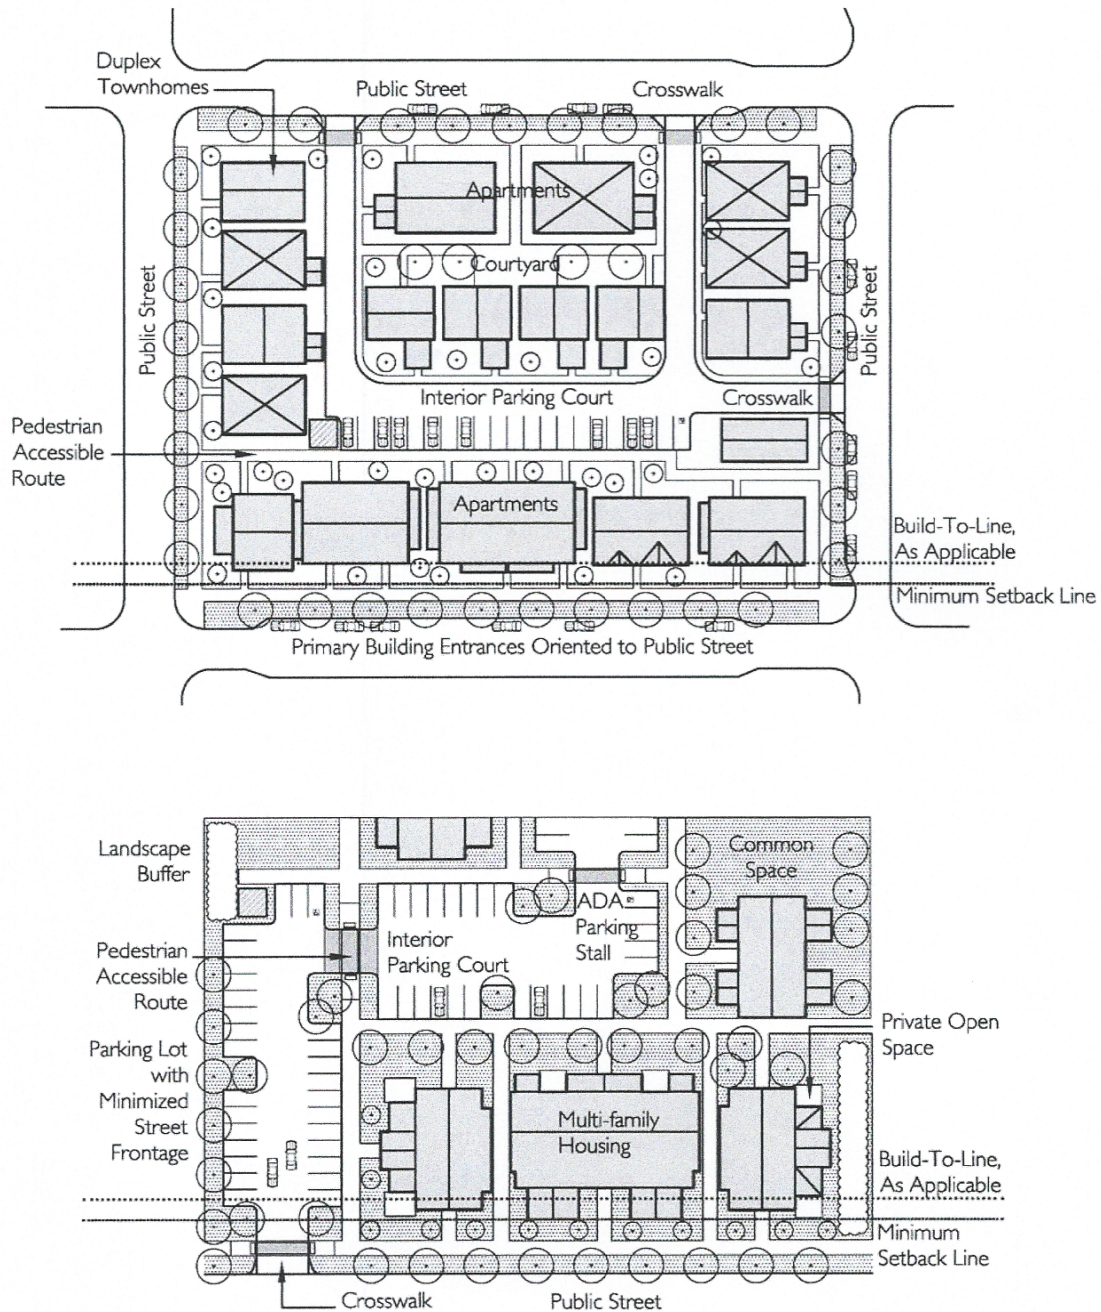 Duplex
Townhomes
Public Street
Crosswalk
Apartments
Courtyard
Public Street
Public Street
Interior Parking Court
Crosswalk
Pedestrian
Accessible
Route
Apartments
Build-To-Line,
As Applicable
Minimum Setback Line
Primary Building Entrances Oriented to Public Street
Landscape
Buffer
Common
Space
ADA
Parking
Stall
Interior
Parking Court
Pedestrian
Accessible
Route
Private Open
Space
Parking Lot
with
Minimized
Street
Frontage
Multi-family
Housing
Build-To-Line,
As Applicable
Minimum
Setback Line
Crosswalk
Public Street